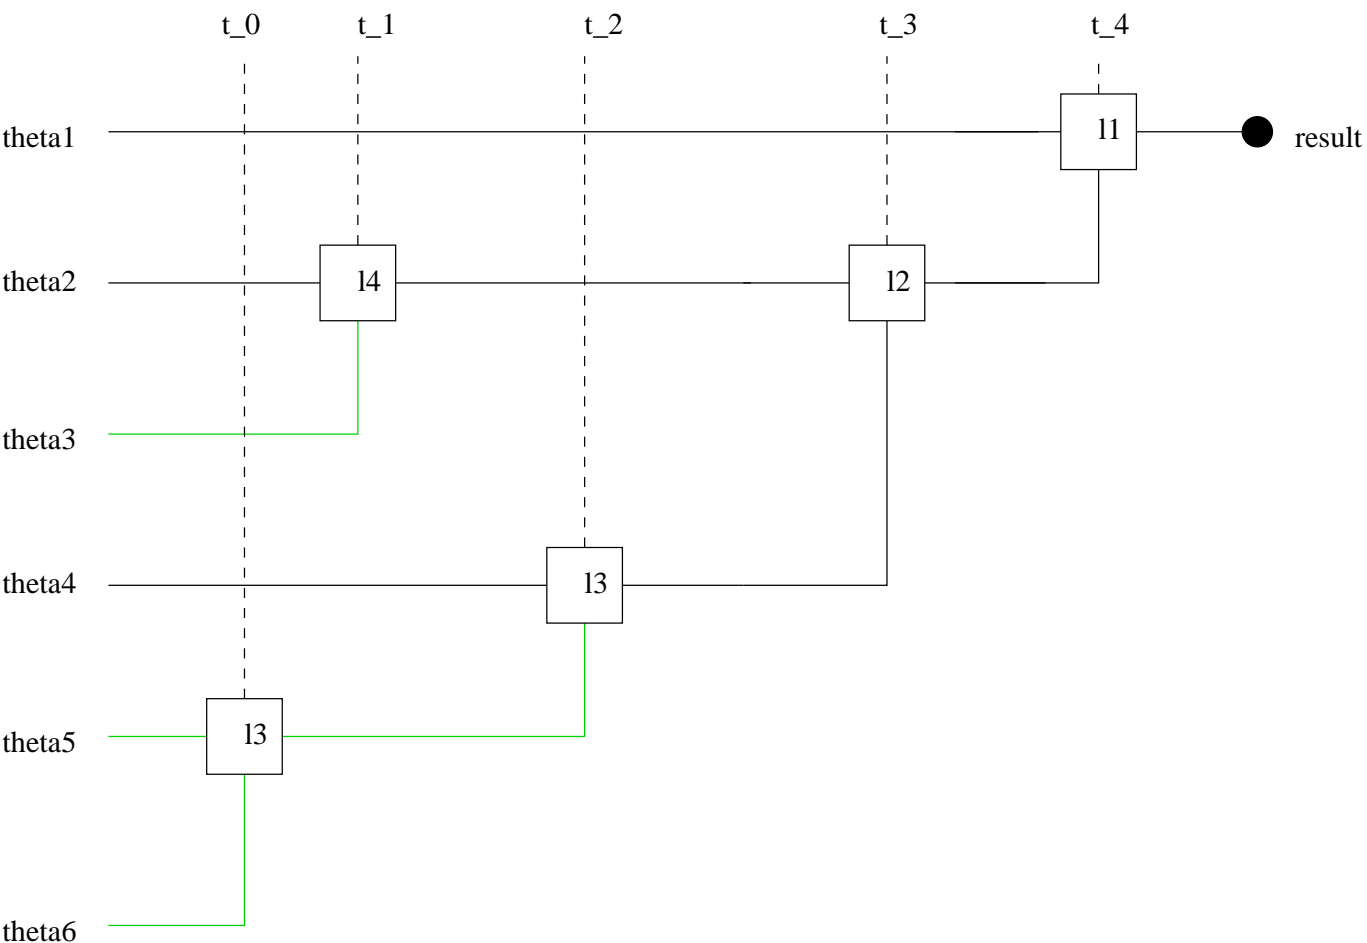 t_0 t_1 t_2 t_3 t_4
theta1 l1 result
theta2 l4 l2
theta3
theta4 l3
theta5 l3
theta6